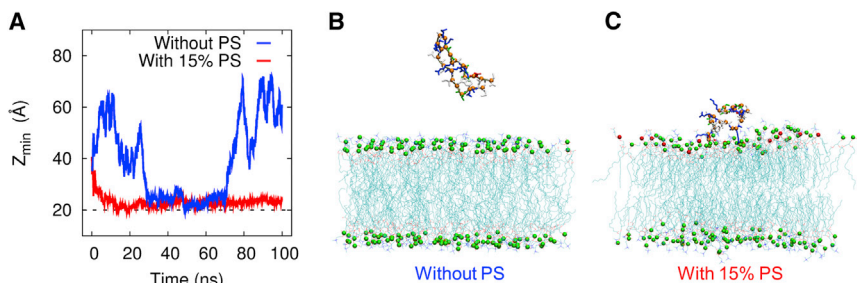 A
Without PS
With 15% PS
80
60
40
20
Z_min (Å)
0 20 40 60 80 100
Time (ns)
B
Without PS
C
With 15% PS